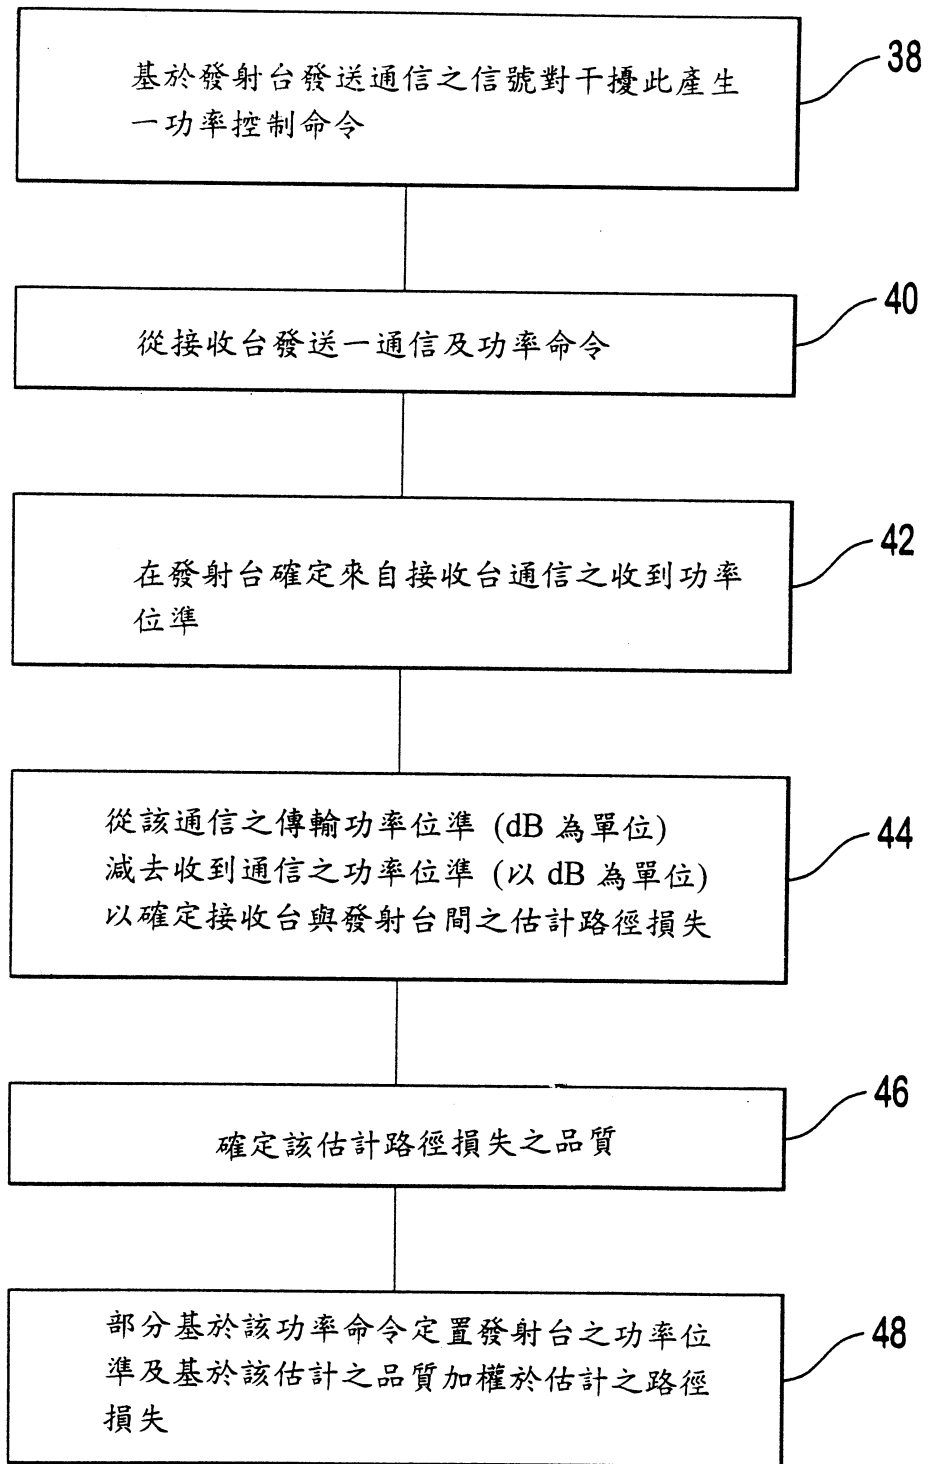 基於發射台發送通信之信號對干擾此產生
一功率控制命令
38
從接收台發送一通信及功率命令
40
在發射台確定來自接收台通信之收到功率
位準
42
從該通信之傳輸功率位準 (dB 為單位)
減去收到通信之功率位準 (以 dB 為單位)
以確定接收台與發射台間之估計路徑損失
44
確定該估計路徑損失之品質
46
部分基於該功率命令定置發射台之功率位
準及基於該估計之品質加權於估計之路徑
損失
48